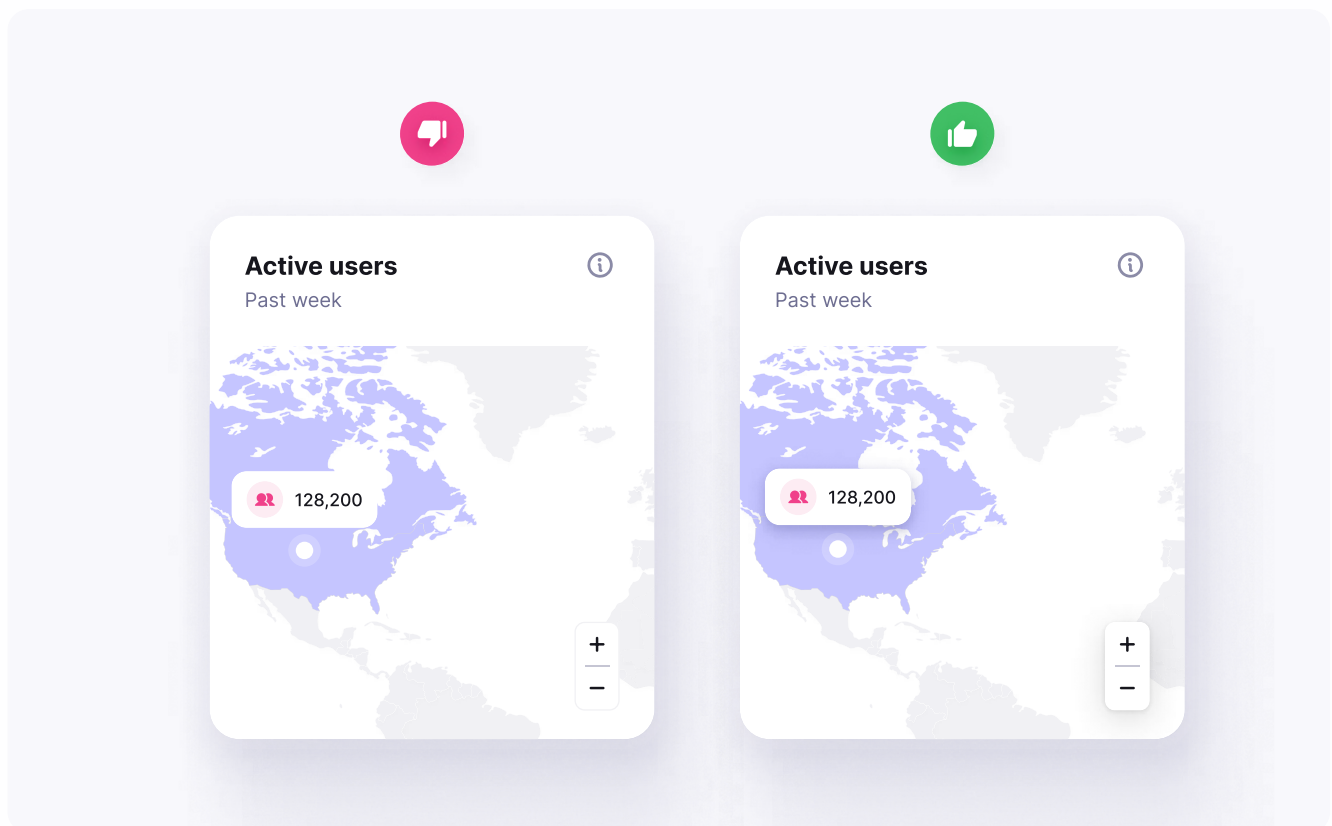 Active users
Past week
128,200
+
−
Active users
Past week
128,200
+
−